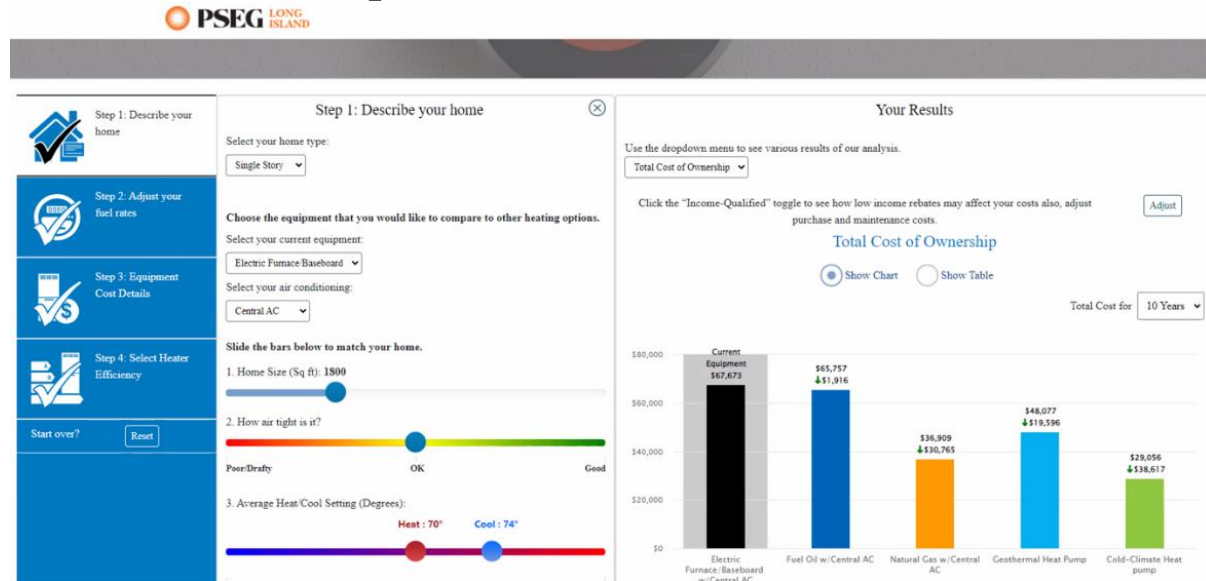 PSEG LONG ISLAND
Step 1: Describe your home
Step 2: Adjust your fuel rates
Step 3: Equipment Cost Details
Step 4: Select Heater Efficiency
Start over?
Reset
Step 1: Describe your home
Select your home type:
Single Story
Choose the equipment that you would like to compare to other heating options.
Select your current equipment:
Electric Furnace/Baseboard
Select your air conditioning:
Central AC
Slide the bars below to match your home.
1. Home Size (Sq ft): 1800
2. How air tight is it?
Poor/Drafty OK Good
3. Average Heat/Cool Setting (Degrees):
Heat : 70° Cool : 74°
Your Results
Use the dropdown menu to see various results of our analysis.
Total Cost of Ownership
Click the “Income-Qualified” toggle to see how low income rebates may affect your costs also, adjust
purchase and maintenance costs.
Adjust
Total Cost of Ownership
Show Chart Show Table
Total Cost for 10 Years
$80,000
$60,000
$40,000
$20,000
$0
Current
Equipment
$67,673
$65,757
↓$1,916
$36,909
↓$30,765
$48,077
↓$19,596
$29,056
↓$38,617
Electric
Furnace/Baseboard
w/Central AC
Fuel Oil w/Central AC
Natural Gas w/Central
AC
Geothermal Heat Pump
Cold-Climate Heat
pump